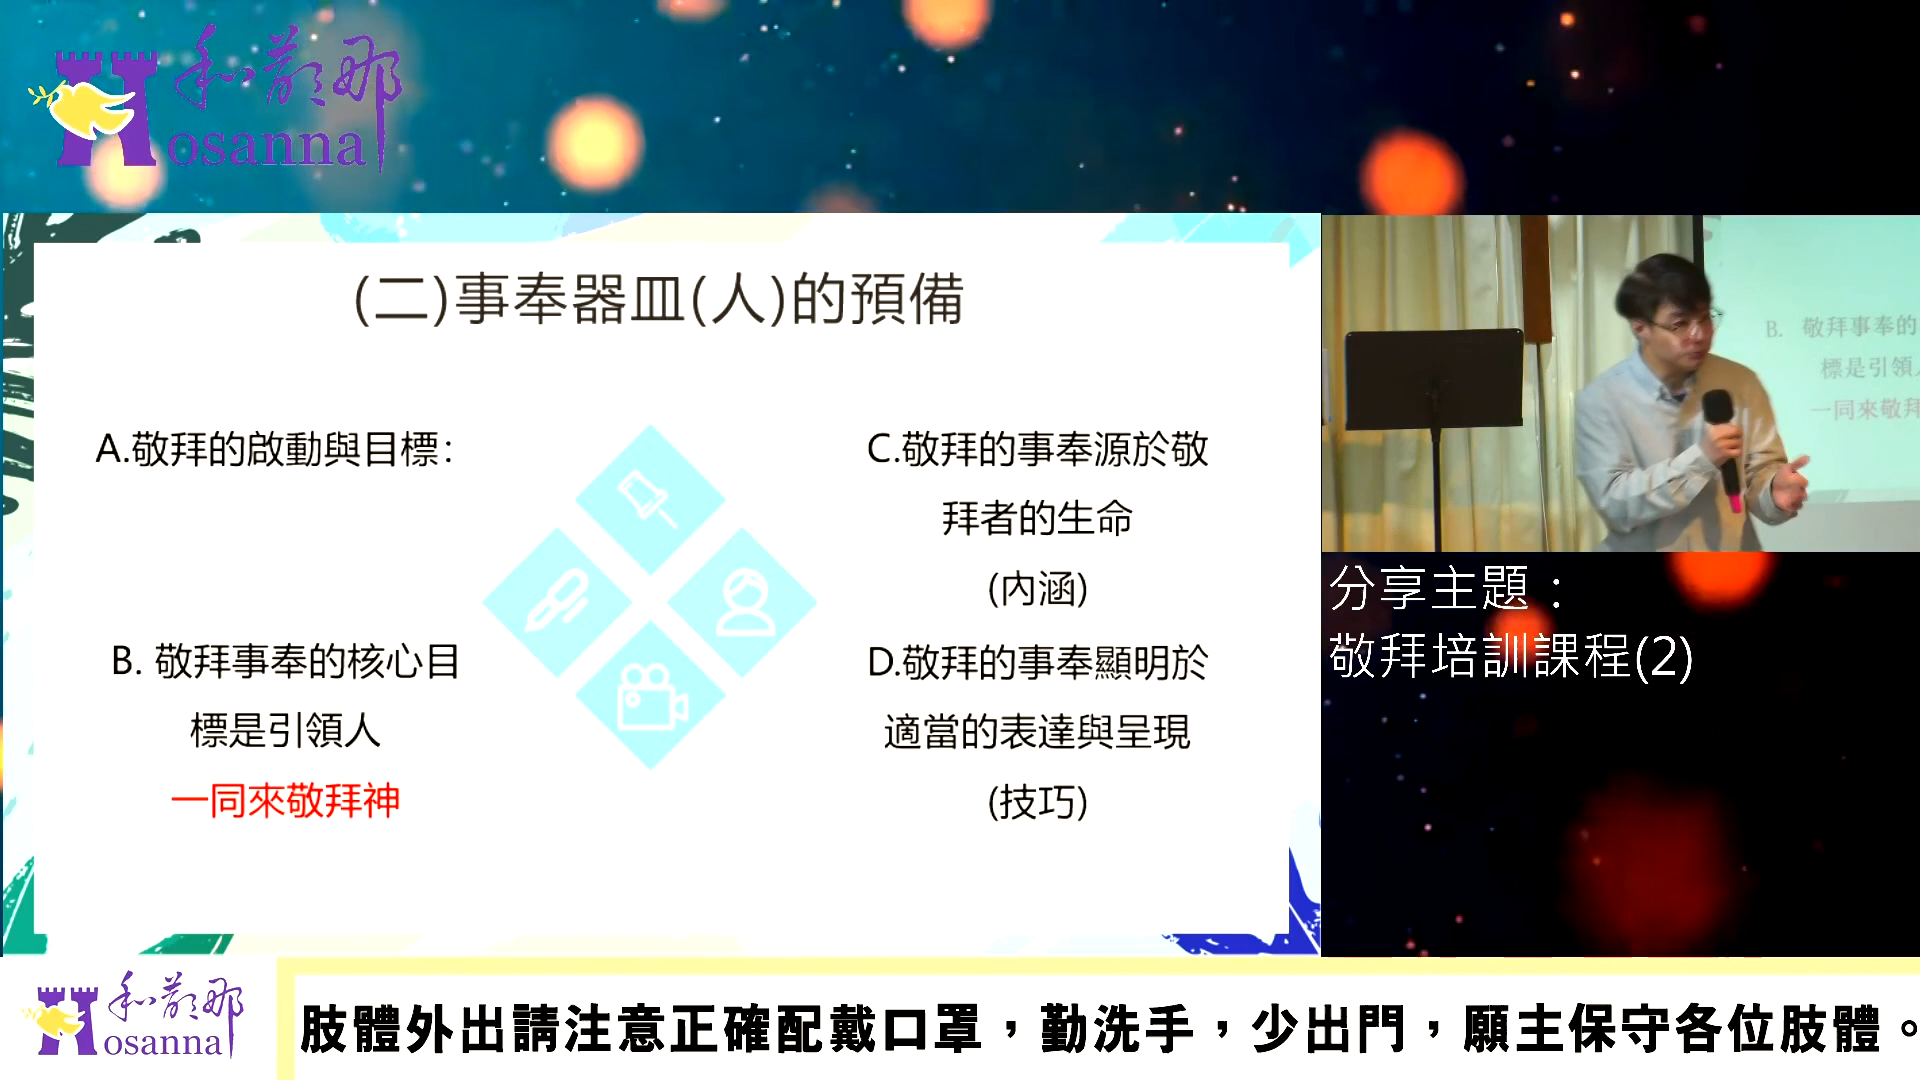 和散那
Hosanna
(二)事奉器皿(人)的預備
A.敬拜的啟動與目標:
B. 敬拜事奉的核心目
標是引領人
一同來敬拜神
C.敬拜的事奉源於敬
拜者的生命
(內涵)
D.敬拜的事奉顯明於
適當的表達與呈現
(技巧)
B. 敬拜事奉的
標是引領
一同來敬拜
分享主題：
敬拜培訓課程(2)
和散那
Hosanna
肢體外出請注意正確配戴口罩，勤洗手，少出門，願主保守各位肢體。